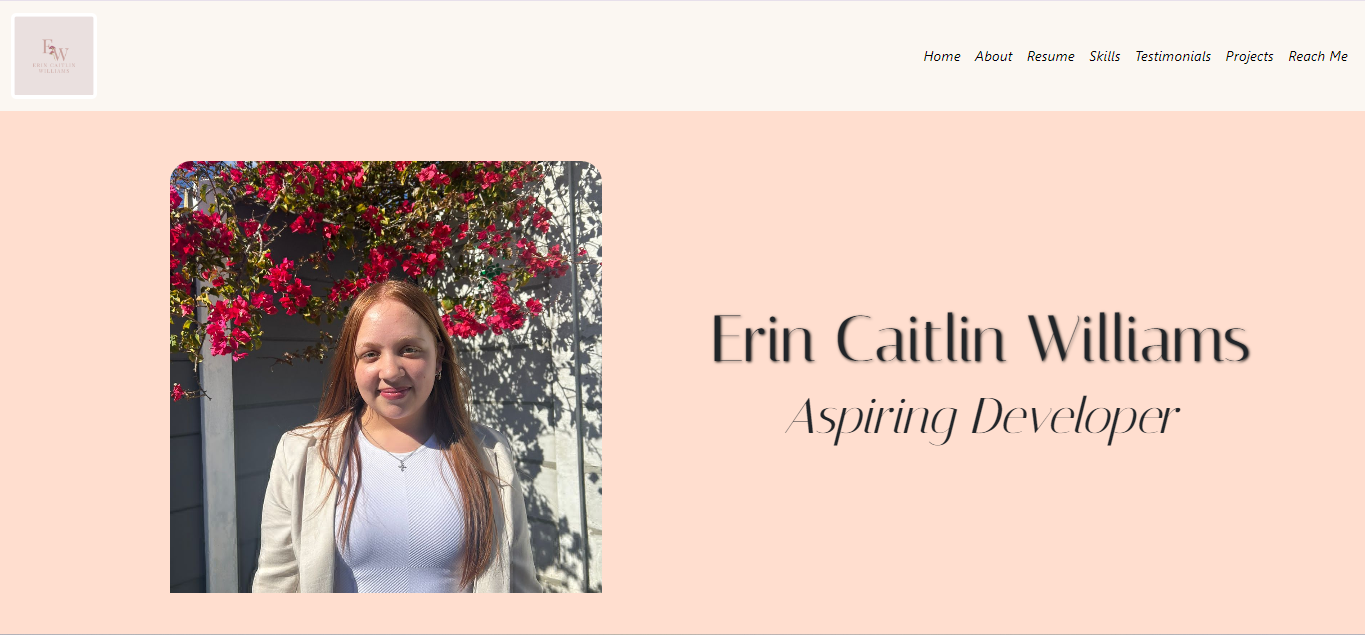 EW
ERIN CAITLIN
WILLIAMS
Home About Resume Skills Testimonials Projects Reach Me
Erin Caitlin Williams
Aspiring Developer